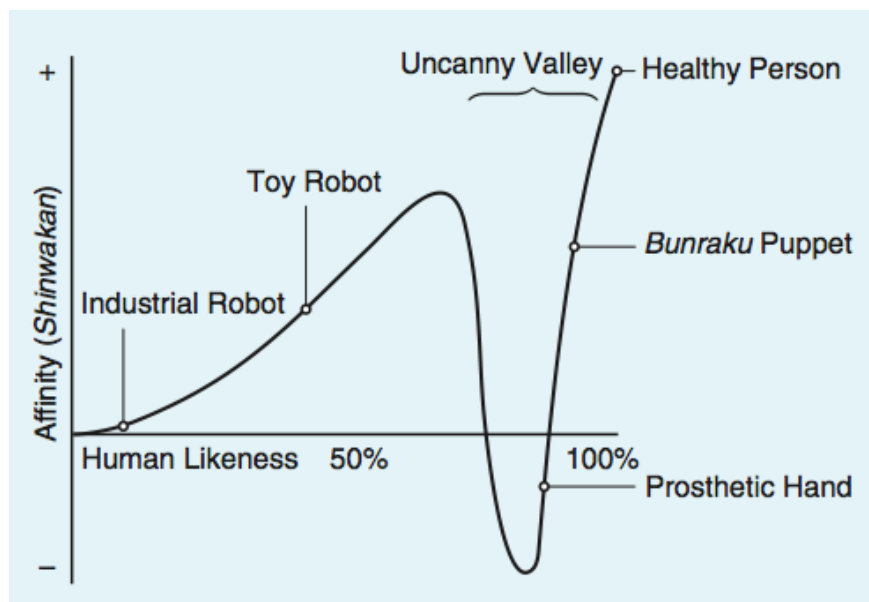 +
Uncanny Valley
Healthy Person
Toy Robot
Bunraku Puppet
Industrial Robot
Affinity (Shinwakan)
Human Likeness 50% 100%
Prosthetic Hand
–